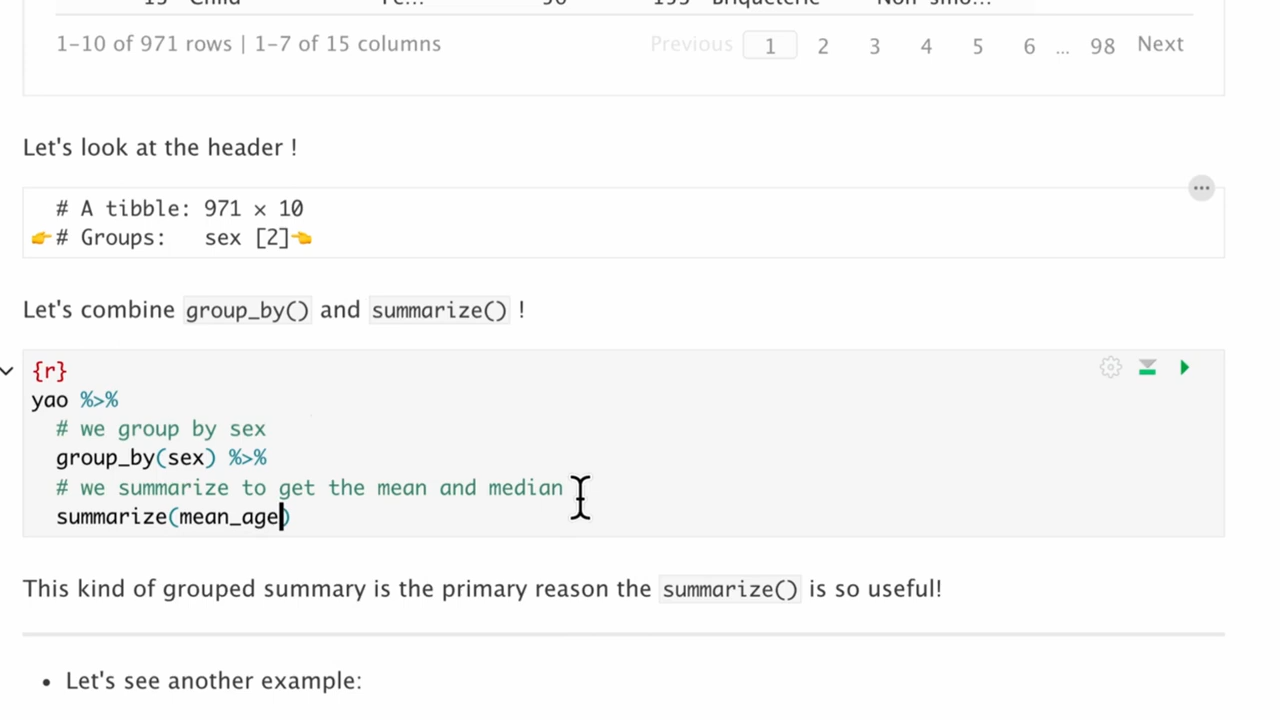 1–10 of 971 rows | 1–7 of 15 columns Previous 1 2 3 4 5 6 ... 98 Next
Let's look at the header !
# A tibble: 971 × 10
👉# Groups: sex [2]👈
Let's combine group_by() and summarize() !
{r}
yao %>%
# we group by sex
group_by(sex) %>%
# we summarize to get the mean and median
summarize(mean_age)
This kind of grouped summary is the primary reason the summarize() is so useful!
• Let's see another example: